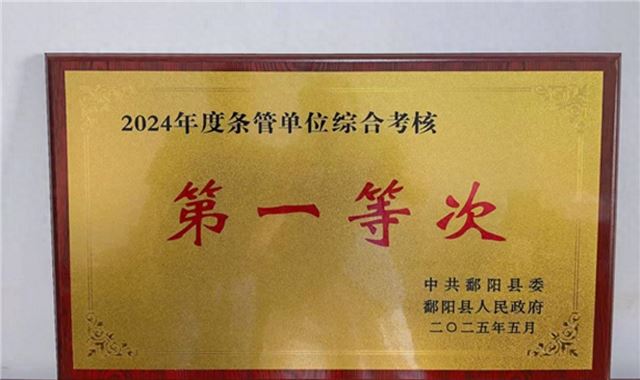 2024年度条管单位综合考核
第一等次
中共鄱阳县委
鄱阳县人民政府
二〇二五年五月